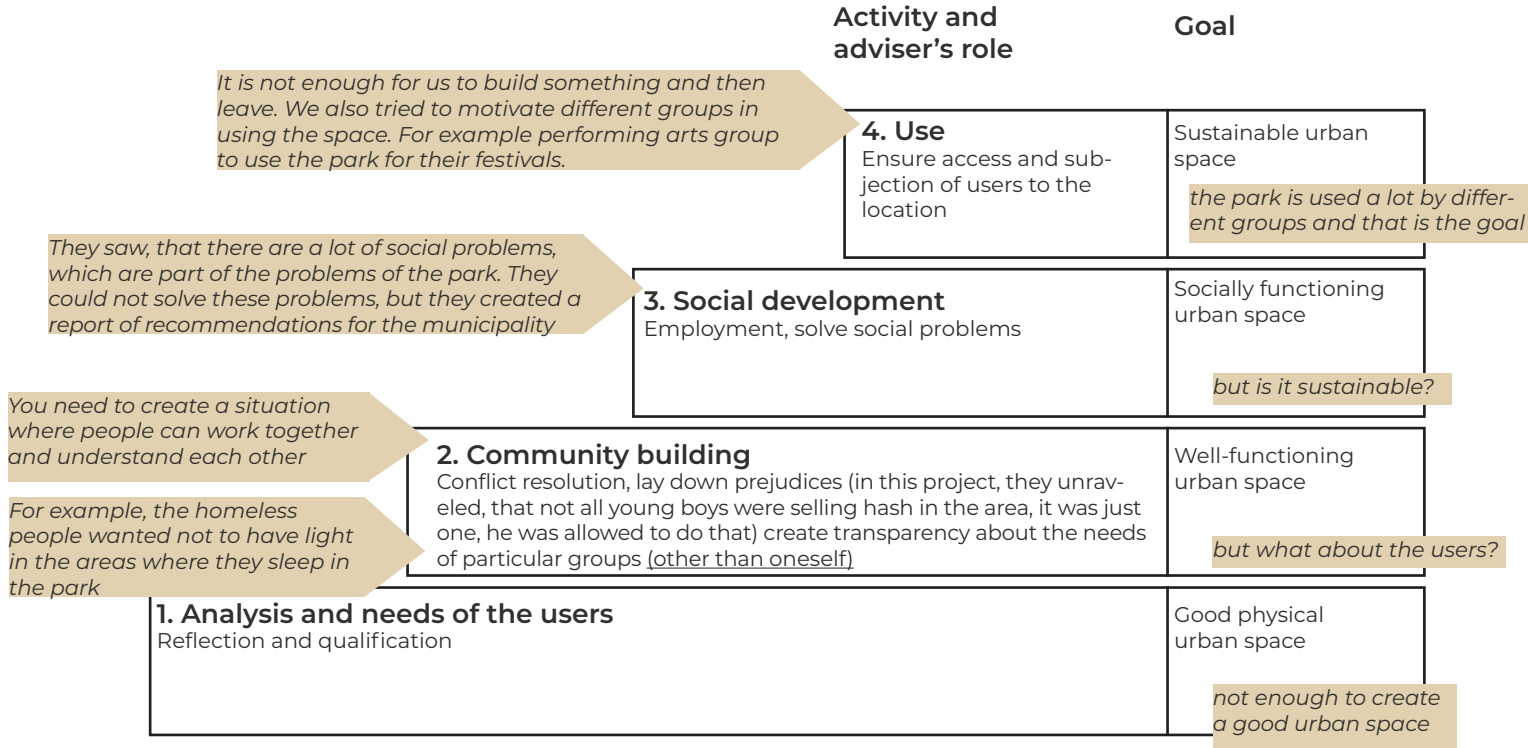 Activity and
adviser's role
Goal
It is not enough for us to build something and then
leave. We also tried to motivate different groups in
using the space. For example performing arts group
to use the park for their festivals.
4. Use
Ensure access and sub-
jection of users to the
location
Sustainable urban
space
the park is used a lot by differ-
ent groups and that is the goal
They saw, that there are a lot of social problems,
which are part of the problems of the park. They
could not solve these problems, but they created a
report of recommendations for the municipality
3. Social development
Employment, solve social problems
Socially functioning
urban space
but is it sustainable?
You need to create a situation
where people can work together
and understand each other
For example, the homeless
people wanted not to have light
in the areas where they sleep in
the park
2. Community building
Conflict resolution, lay down prejudices (in this project, they unrav-
eled, that not all young boys were selling hash in the area, it was just
one, he was allowed to do that) create transparency about the needs
of particular groups (other than oneself)
Well-functioning
urban space
but what about the users?
1. Analysis and needs of the users
Reflection and qualification
Good physical
urban space
not enough to create
a good urban space